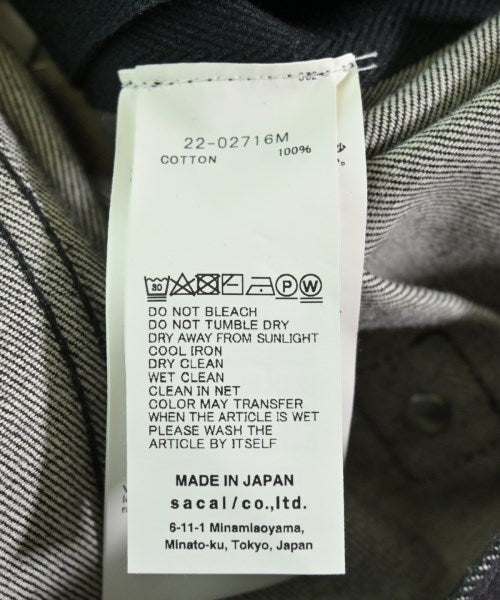 22-02716M
COTTON 100%
30
P W
DO NOT BLEACH
DO NOT TUMBLE DRY
DRY AWAY FROM SUNLIGHT
COOL IRON
DRY CLEAN
WET CLEAN
CLEAN IN NET
COLOR MAY TRANSFER
WHEN THE ARTICLE IS WET
PLEASE WASH THE
ARTICLE BY ITSELF
MADE IN JAPAN
sacai/co.,ltd.
6-11-1 Minamiaoyama,
Minato-ku, Tokyo, Japan